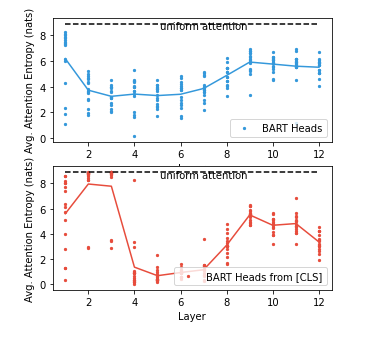 uniform attention
Avg. Attention Entropy (nats)
8
6
4
2
0
BART Heads
2 4 6 8 10 12
uniform attention
Avg. Attention Entropy (nats)
8
6
4
2
0
BART Heads from [CLS]
2 4 6 8 10 12
Layer